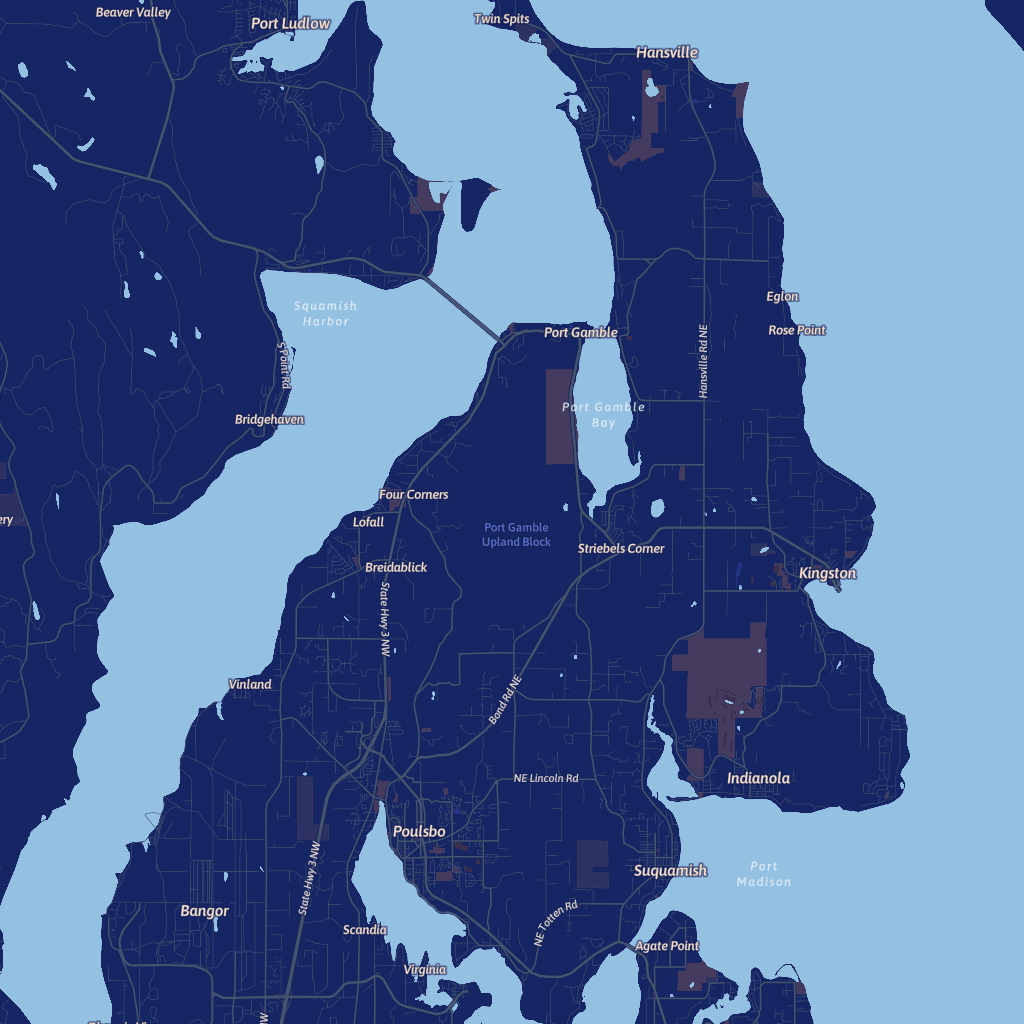 Beaver Valley
Port Ludlow
Twin Spits
Hansville
Squamish
Harbor
S Point Rd
Bridgehaven
Port Gamble
Eglon
Rose Point
Hansville Rd NE
Port Gamble
Bay
Four Corners
Lofall
Breidablick
Port Gamble
Upland Block
Striebels Corner
Kingston
State Hwy 3 NW
Vinland
Bond Rd NE
NE Lincoln Rd
Indianola
Poulsbo
State Hwy 3 NW
Suquamish
Port
Madison
Bangor
Scandia
NE Totten Rd
Agate Point
Virginia